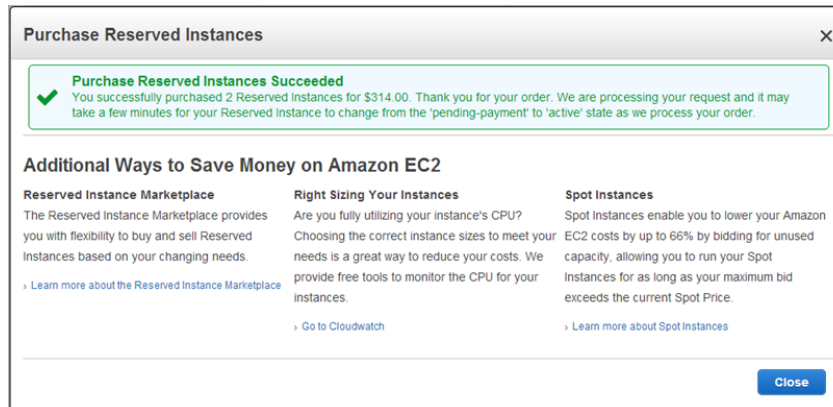 Purchase Reserved Instances
Purchase Reserved Instances Succeeded
You successfully purchased 2 Reserved Instances for $314.00. Thank you for your order. We are processing your request and it may
take a few minutes for your Reserved Instance to change from the 'pending-payment' to 'active' state as we process your order.
Additional Ways to Save Money on Amazon EC2
Reserved Instance Marketplace
The Reserved Instance Marketplace provides
you with flexibility to buy and sell Reserved
Instances based on your changing needs.
› Learn more about the Reserved Instance Marketplace
Right Sizing Your Instances
Are you fully utilizing your instance's CPU?
Choosing the correct instance sizes to meet your
needs is a great way to reduce your costs. We
provide free tools to monitor the CPU for your
instances.
› Go to Cloudwatch
Spot Instances
Spot Instances enable you to lower your Amazon
EC2 costs by up to 66% by bidding for unused
capacity, allowing you to run your Spot
Instances for as long as your maximum bid
exceeds the current Spot Price.
› Learn more about Spot Instances
Close